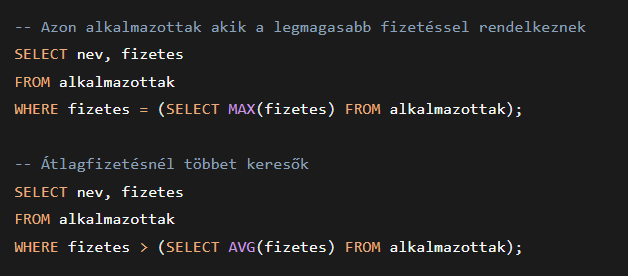 -- Azon alkalmazottak akik a legmagasabb fizetéssel rendelkeznek
SELECT nev, fizetes
FROM alkalmazottak
WHERE fizetes = (SELECT MAX(fizetes) FROM alkalmazottak);
-- Átlagfizetésnél többet keresők
SELECT nev, fizetes
FROM alkalmazottak
WHERE fizetes > (SELECT AVG(fizetes) FROM alkalmazottak);